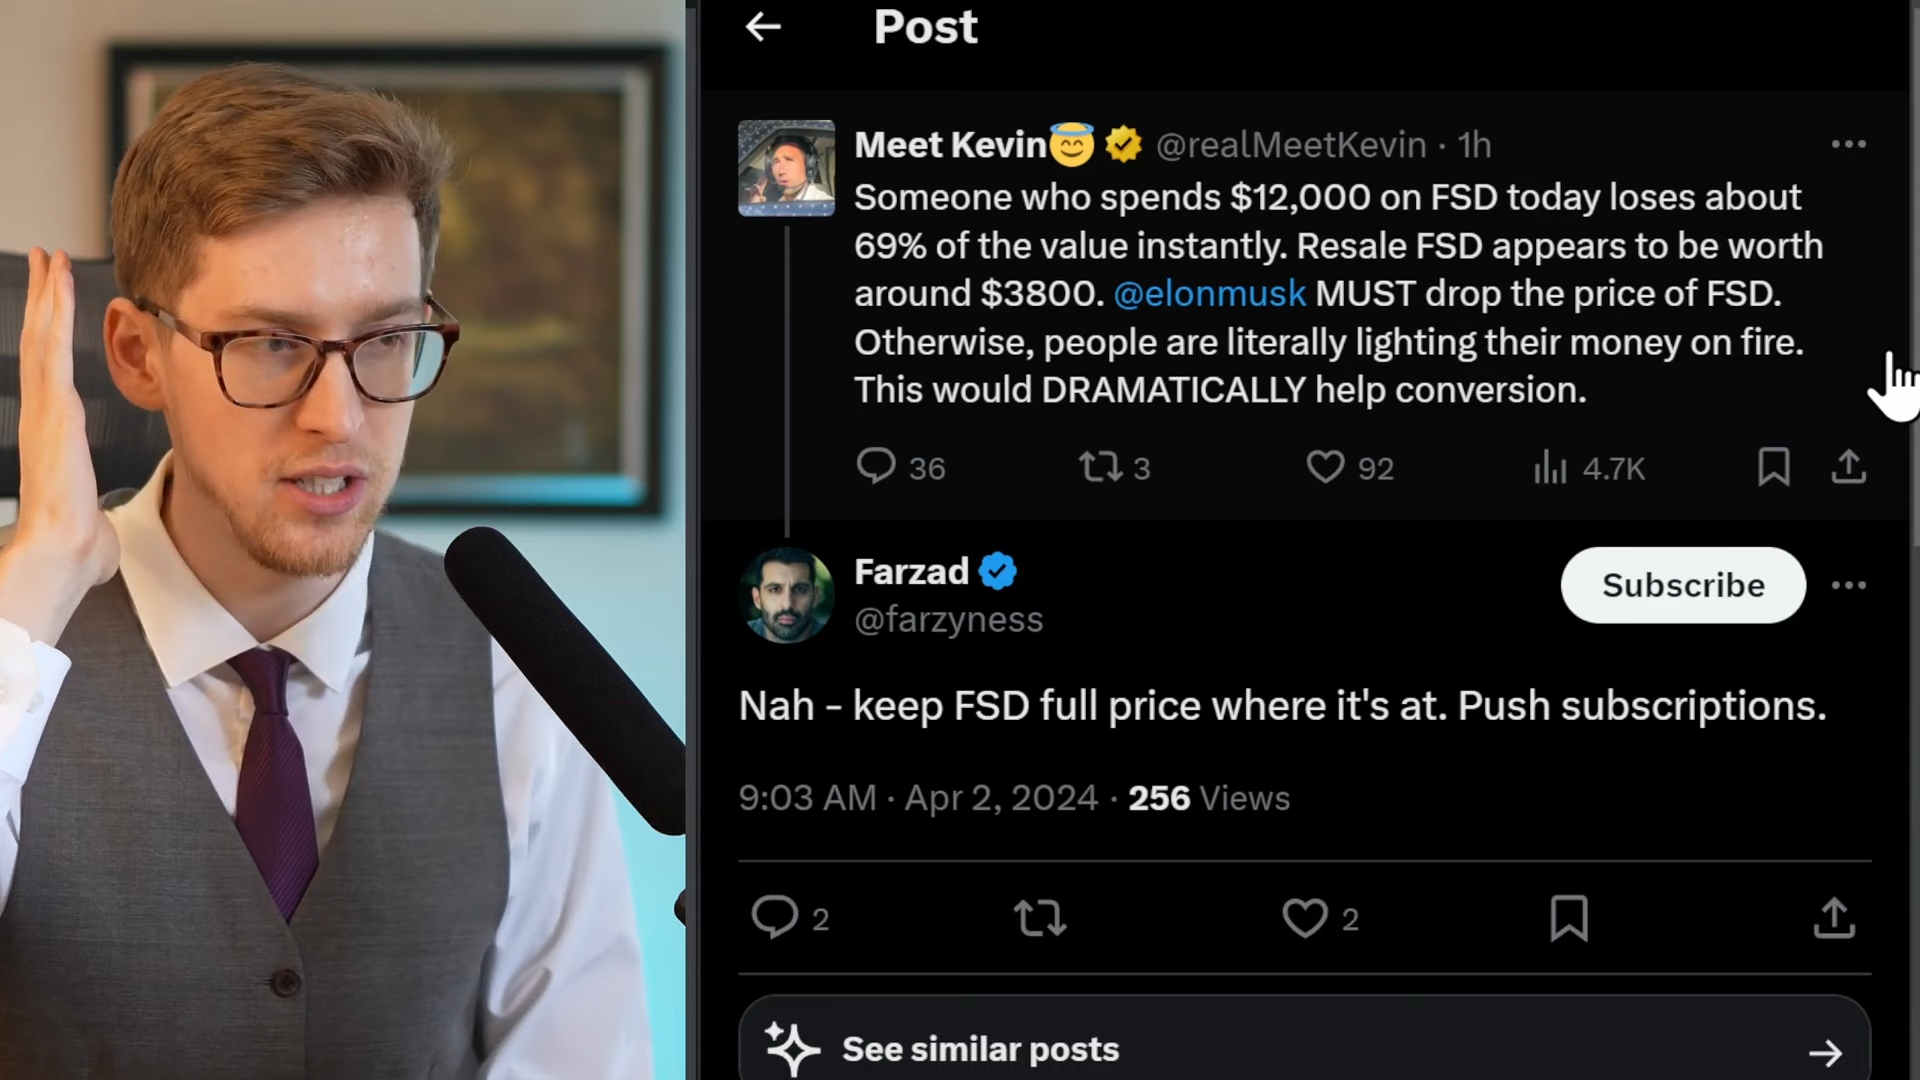 Post
Meet Kevin😇 @realMeetKevin · 1h
Someone who spends $12,000 on FSD today loses about
69% of the value instantly. Resale FSD appears to be worth
around $3800. @elonmusk MUST drop the price of FSD.
Otherwise, people are literally lighting their money on fire.
This would DRAMATICALLY help conversion.
36 3 92 4.7K
Farzad
@farzyness
Subscribe
Nah - keep FSD full price where it's at. Push subscriptions.
9:03 AM · Apr 2, 2024 · 256 Views
2 2
See similar posts